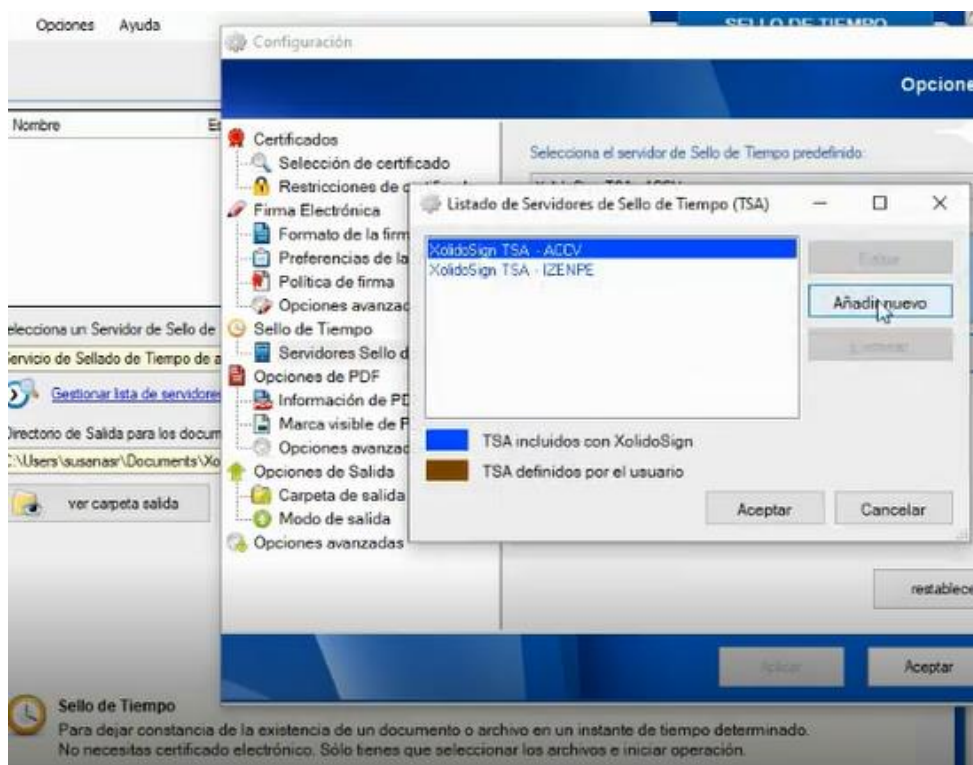 Opciones Ayuda
SELLO DE TIEMPO
Configuración
Opcione
Nombre Es
Certificados
Selección de certificado
Restricciones de
Firma Electrónica
Formato de la firm
Preferencias de la
Política de firma
Opciones avanzad
Sello de Tiempo
Servidores Sello d
Opciones de PDF
Información de PD
Marca visible de P
Opciones avanzad
Opciones de Salida
Carpeta de salida
Modo de salida
Opciones avanzadas
Selecciona el servidor de Sello de Tiempo predefinido:
Listado de Servidores de Sello de Tiempo (TSA)
XolidoSign TSA - ACCV
XolidoSign TSA - IZENPE
Editar
Añadir nuevo
TSA incluidos con XolidoSign
TSA definidos por el usuario
Aceptar Cancelar
elecciona un Servidor de Sello de
ervicio de Sellado de Tiempo de a
Gestionar lista de servidores
Directorio de Salida para los docum
C:\Users\susanasr\Documents\Xo
ver carpeta salida
restablece
Aplicar Aceptar
Sello de Tiempo
Para dejar constancia de la existencia de un documento o archivo en un instante de tiempo determinado.
No necesitas certificado electrónico. Sólo tienes que seleccionar los archivos e iniciar operación.